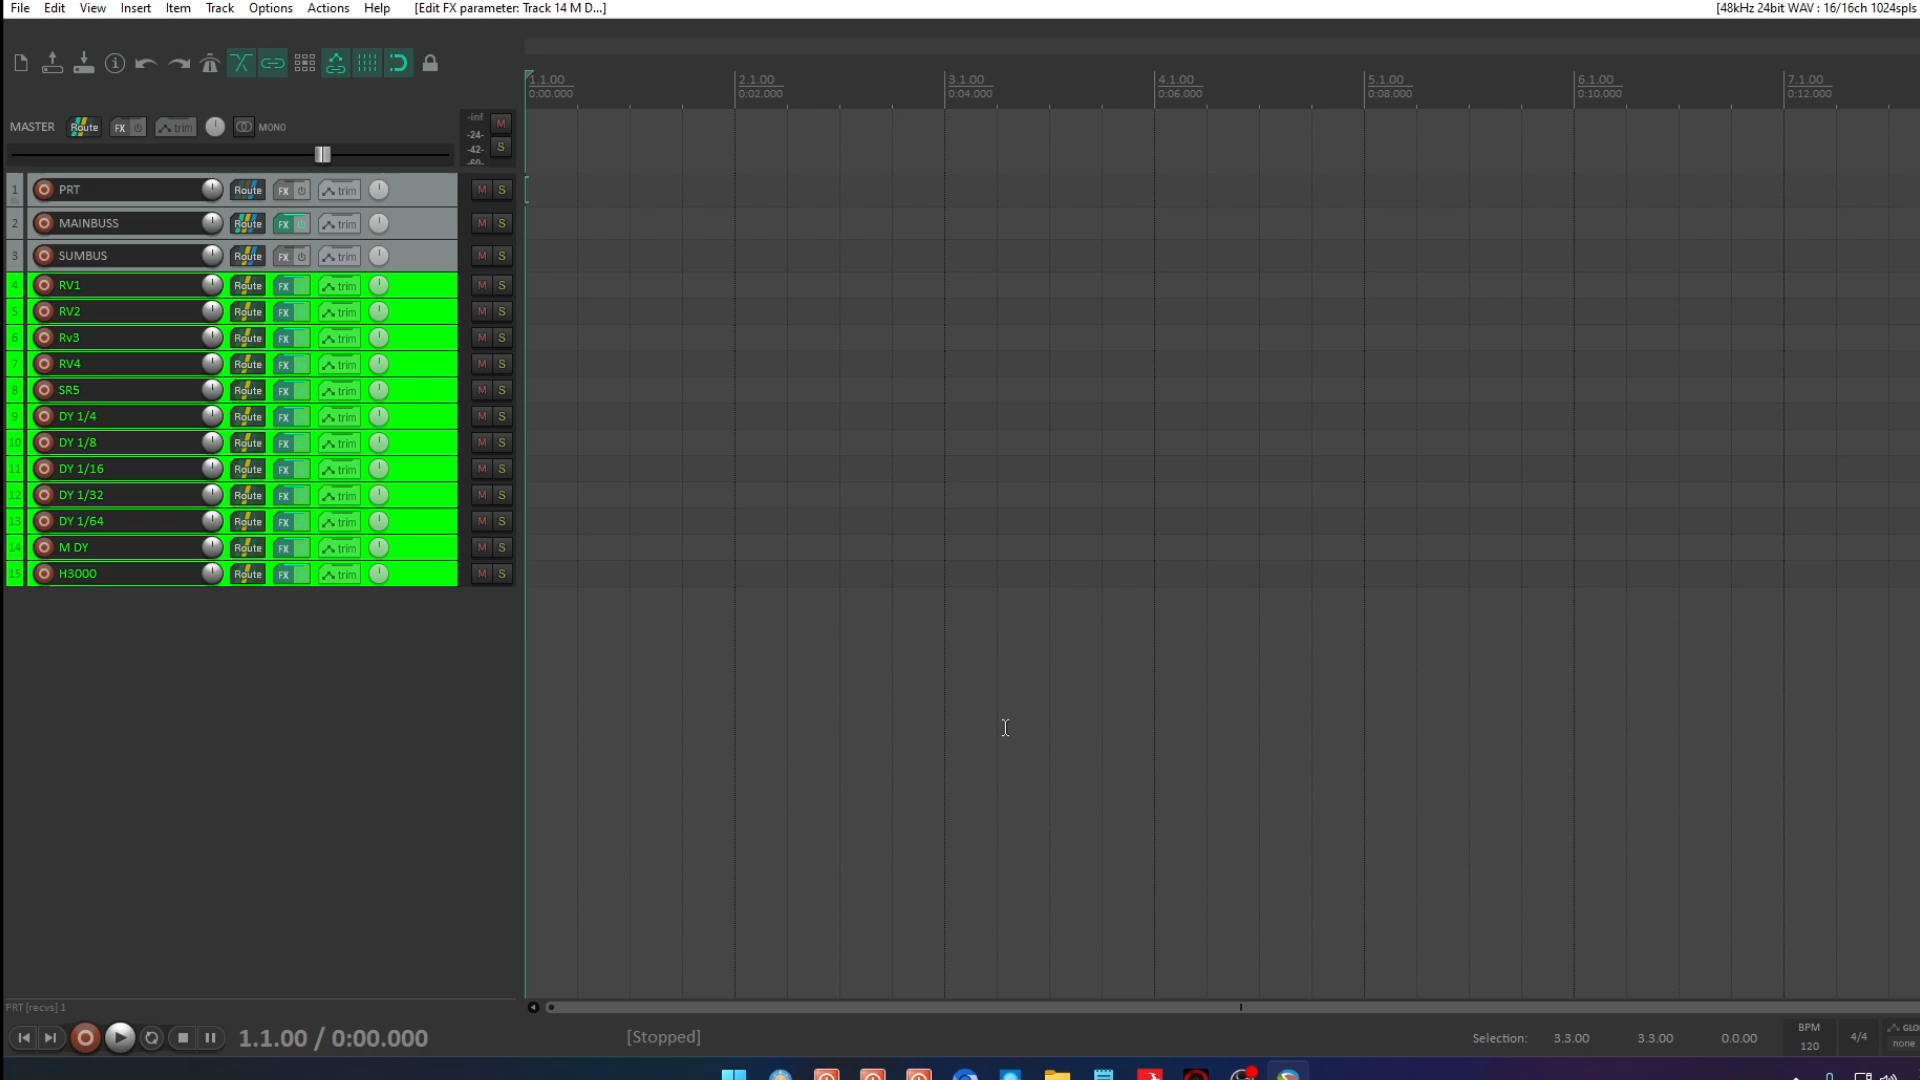 File Edit View Insert Item Track Options Actions Help [Edit FX parameter: Track 14 M D...] [48kHz 24bit WAV : 16/16ch 1024spls
1.1.00 2.1.00 3.1.00 4.1.00 5.1.00 6.1.00 7.1.00
0:00.000 0:02.000 0:04.000 0:06.000 0:08.000 0:10.000 0:12.000
MASTER Route FX trim MONO -inf M
-24-
-42- S
-60-
1 PRT Route FX trim M S
2 MAINBUSS Route FX trim M S
3 SUMBUS Route FX trim M S
4 RV1 Route FX trim M S
5 RV2 Route FX trim M S
6 Rv3 Route FX trim M S
7 RV4 Route FX trim M S
8 SR5 Route FX trim M S
9 DY 1/4 Route FX trim M S
10 DY 1/8 Route FX trim M S
11 DY 1/16 Route FX trim M S
12 DY 1/32 Route FX trim M S
13 DY 1/64 Route FX trim M S
14 M DY Route FX trim M S
15 H3000 Route FX trim M S
PRT [recvs] 1
1.1.00 / 0:00.000 [Stopped] Selection: 3.3.00 3.3.00 0.0.00 BPM 120 4/4 GLO none